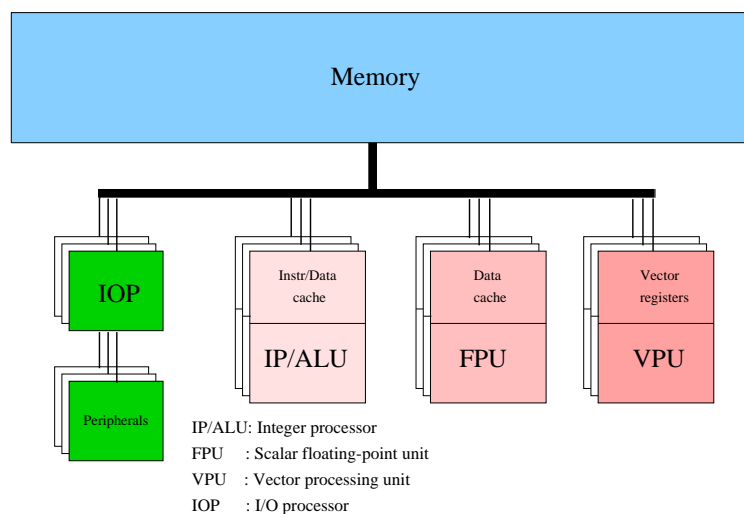 Memory
IOP
Peripherals
Instr/Data
cache
IP/ALU
Data
cache
FPU
Vector
registers
VPU
IP/ALU: Integer processor
FPU : Scalar floating-point unit
VPU : Vector processing unit
IOP : I/O processor